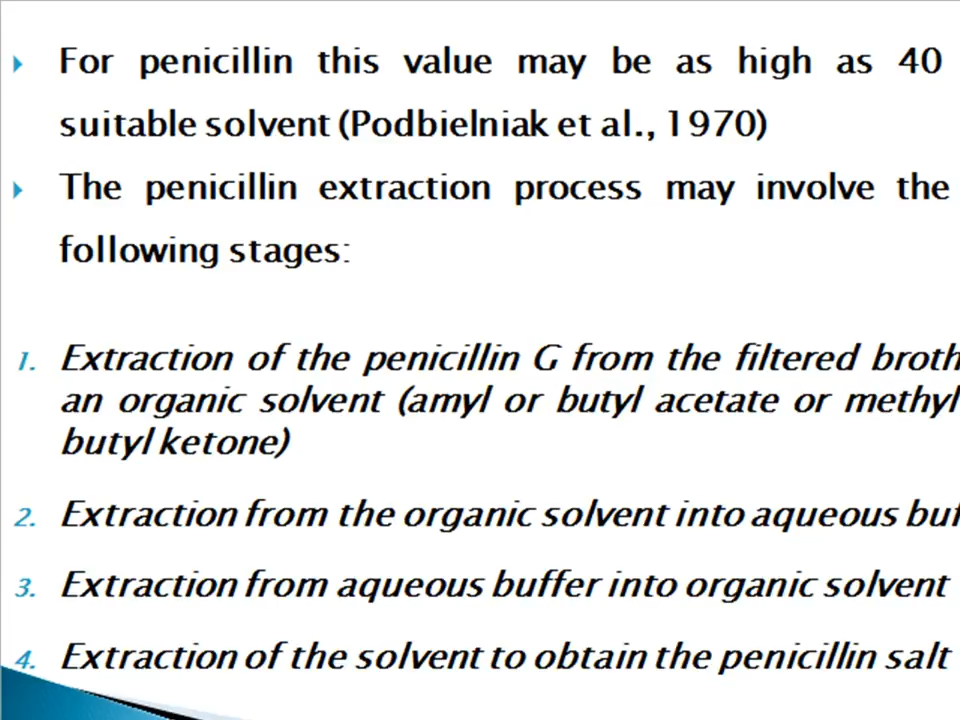 For penicillin this value may be as high as 40
suitable solvent (Podbielniak et al., 1970)
The penicillin extraction process may involve the
following stages:
1. Extraction of the penicillin G from the filtered broth
an organic solvent (amyl or butyl acetate or methyl
butyl ketone)
2. Extraction from the organic solvent into aqueous buf
3. Extraction from aqueous buffer into organic solvent
4. Extraction of the solvent to obtain the penicillin salt